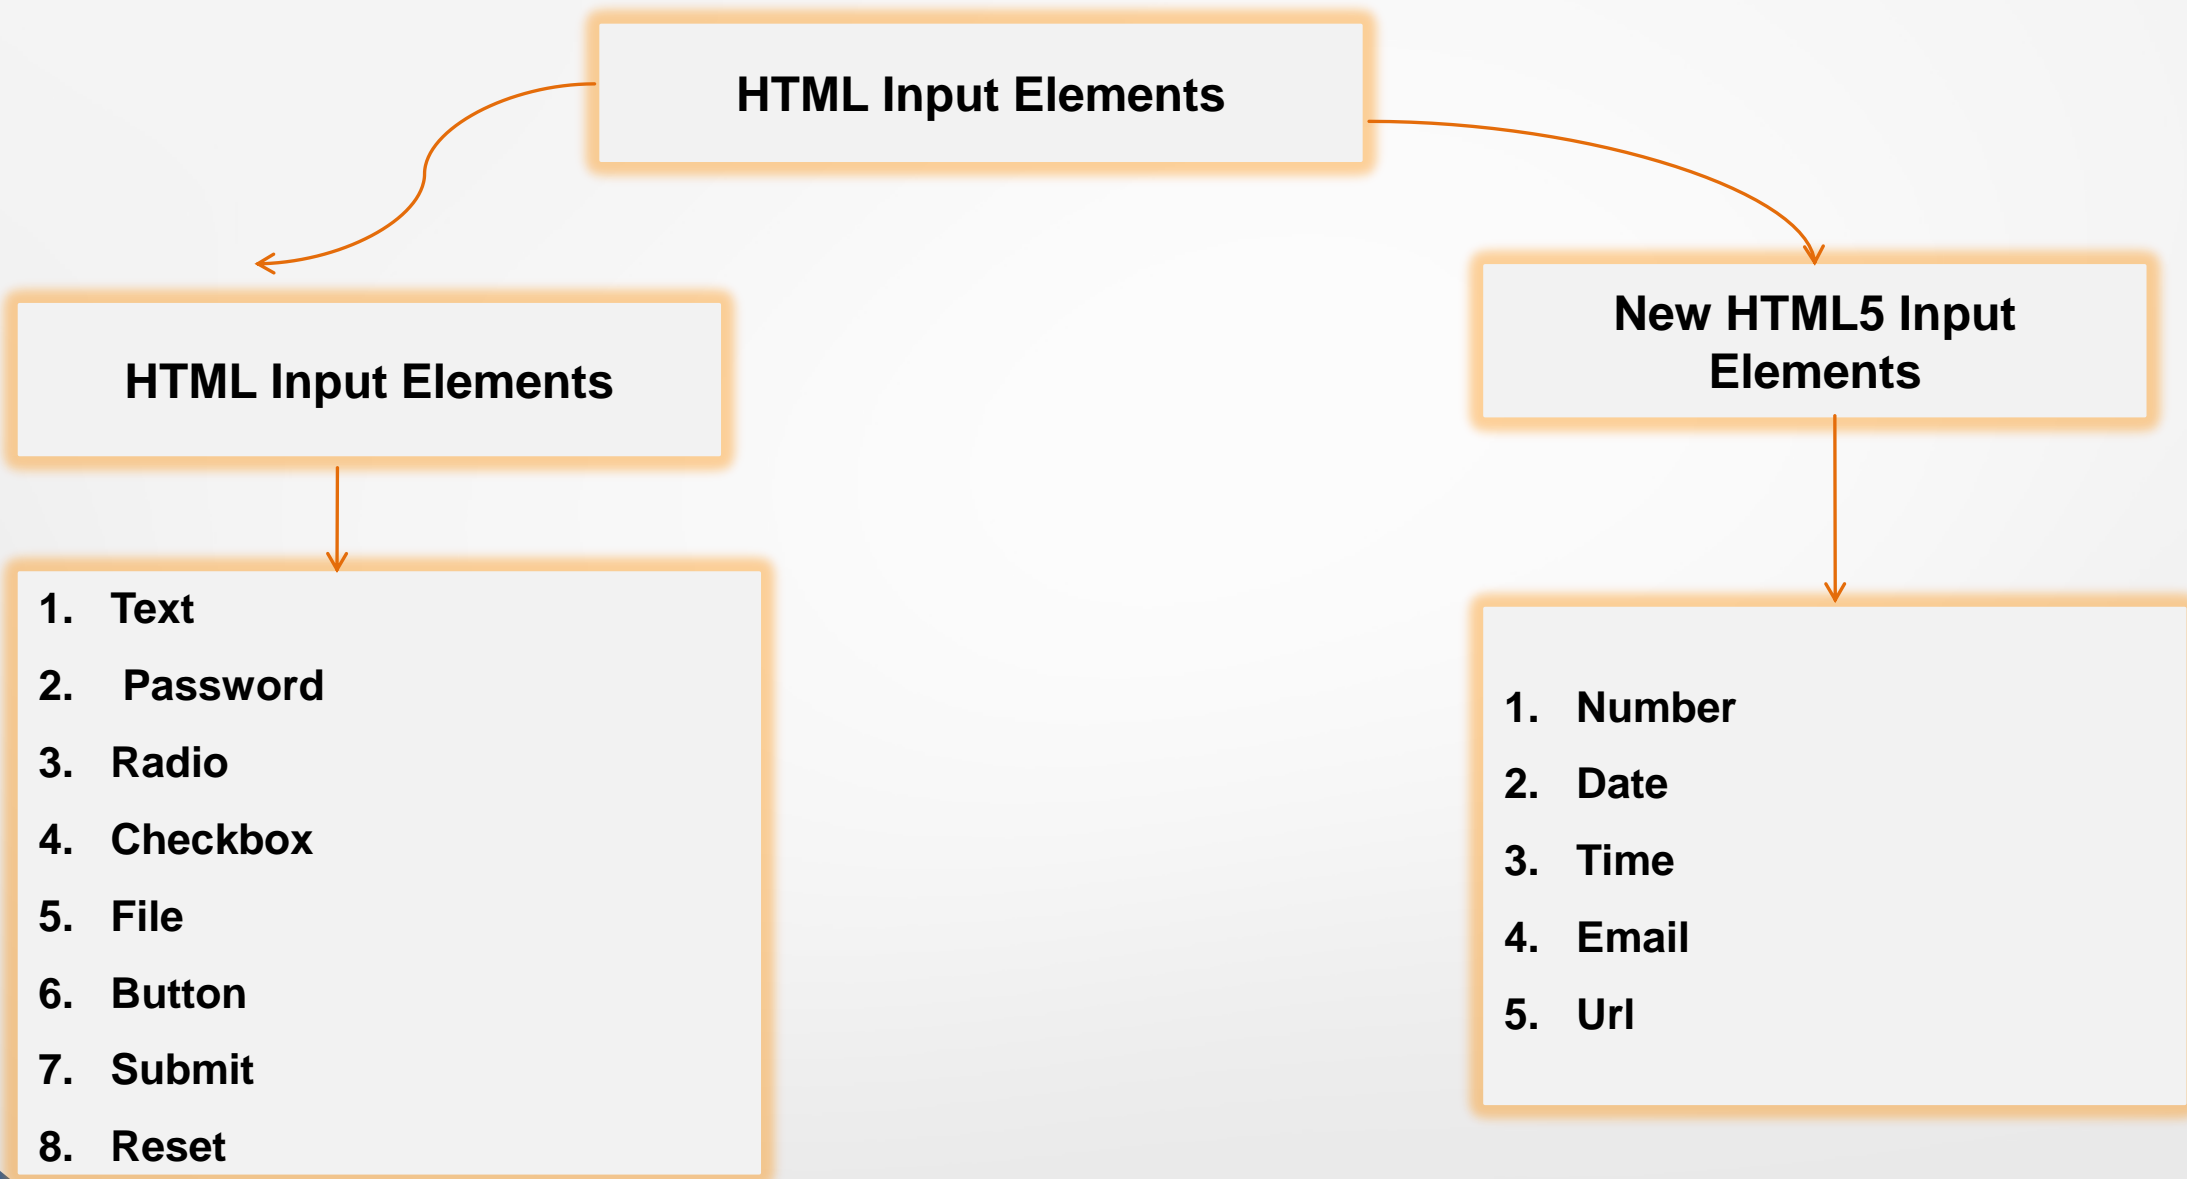 HTML Input Elements
HTML Input Elements
New HTML5 Input
Elements
1. Text
2. Password
3. Radio
4. Checkbox
5. File
6. Button
7. Submit
8. Reset
1. Number
2. Date
3. Time
4. Email
5. Url